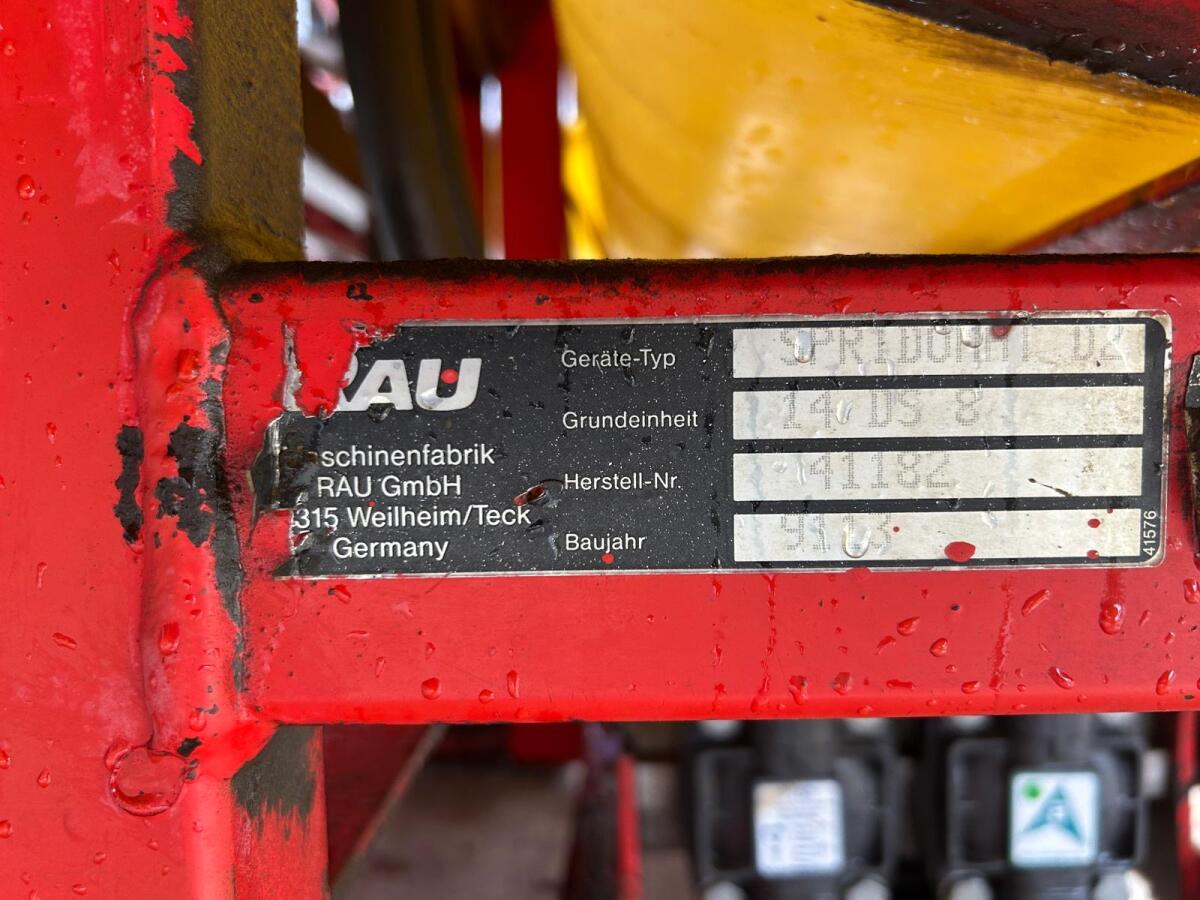 RAU
schinenfabrik
RAU GmbH
315 Weilheim/Teck
Germany
Geräte-Typ SPRIDOMAT D2
Grundeinheit 14 DS 8
Herstell-Nr. 41182
Baujahr 9113
41576